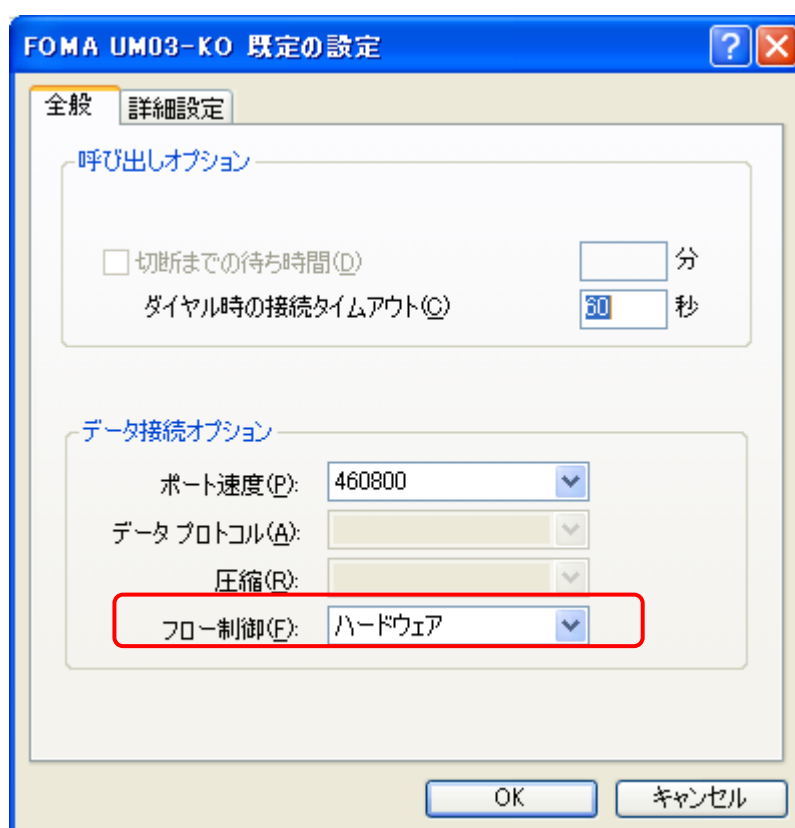 FOMA UM03-KO 既定の設定
全般 詳細設定
呼び出しオプション
切断までの待ち時間(D) 分
ダイヤル時の接続タイムアウト(C) 60 秒
データ接続オプション
ポート速度(P): 460800
データ プロトコル(A):
圧縮(R):
フロー制御(F): ハードウェア
OK キャンセル